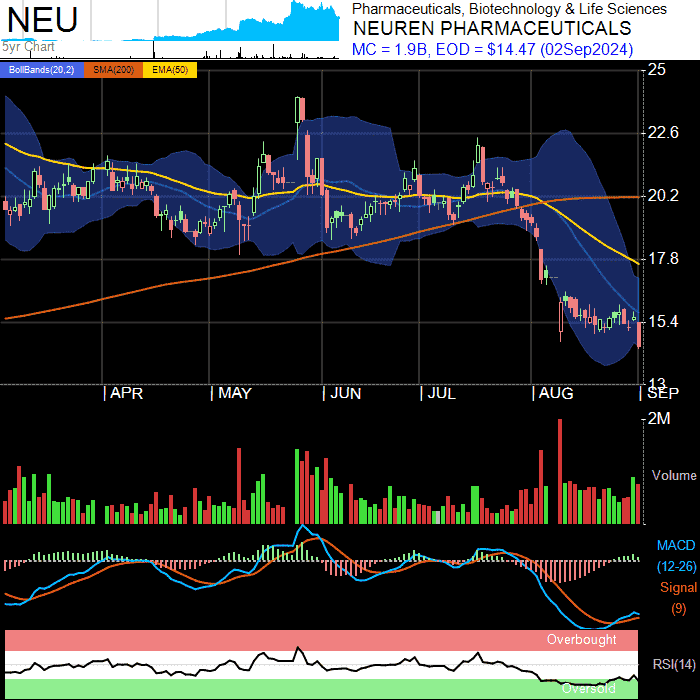 NEU
Pharmaceuticals, Biotechnology & Life Sciences
NEUREN PHARMACEUTICALS
MC = 1.9B, EOD = $14.47 (02Sep2024)
5yr Chart
BollBands(20,2) SMA(200) EMA(50)
25
22.6
20.2
17.8
15.4
13
APR MAY JUN JUL AUG SEP
2M
Volume
MACD
(12-26)
Signal
(9)
Overbought
RSI(14)
Oversold